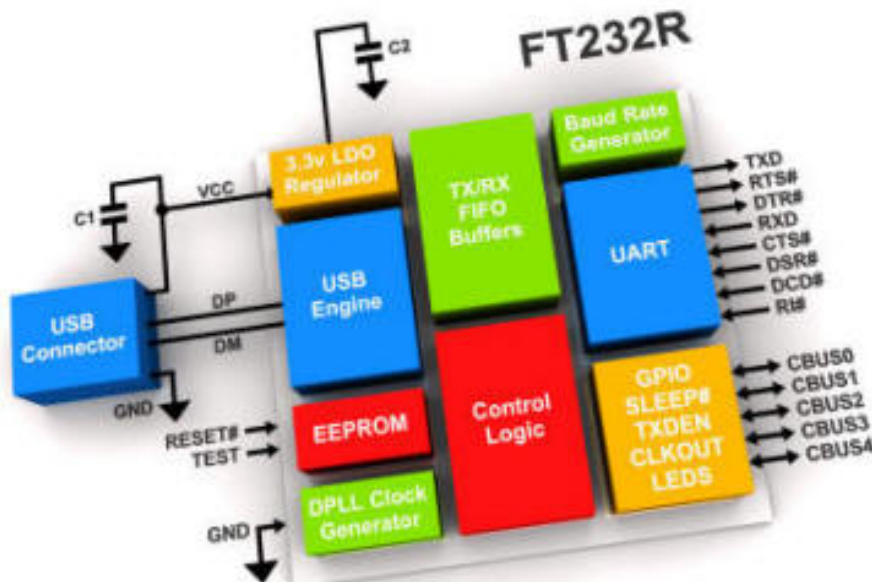 FT232R
C2
3.3v LDO
Regulator
TX/RX
FIFO
Buffers
Baud Rate
Generator
C1
VCC
USB
Connector
DP
DM
GND
USB
Engine
UART
TXD
RTS#
DTR#
RXD
CTS#
DSR#
DCD#
RI#
RESET#
TEST
EEPROM
Control
Logic
GPIO
SLEEP#
TXDEN
CLKOUT
LEDS
CBUS0
CBUS1
CBUS2
CBUS3
CBUS4
GND
DPLL Clock
Generator